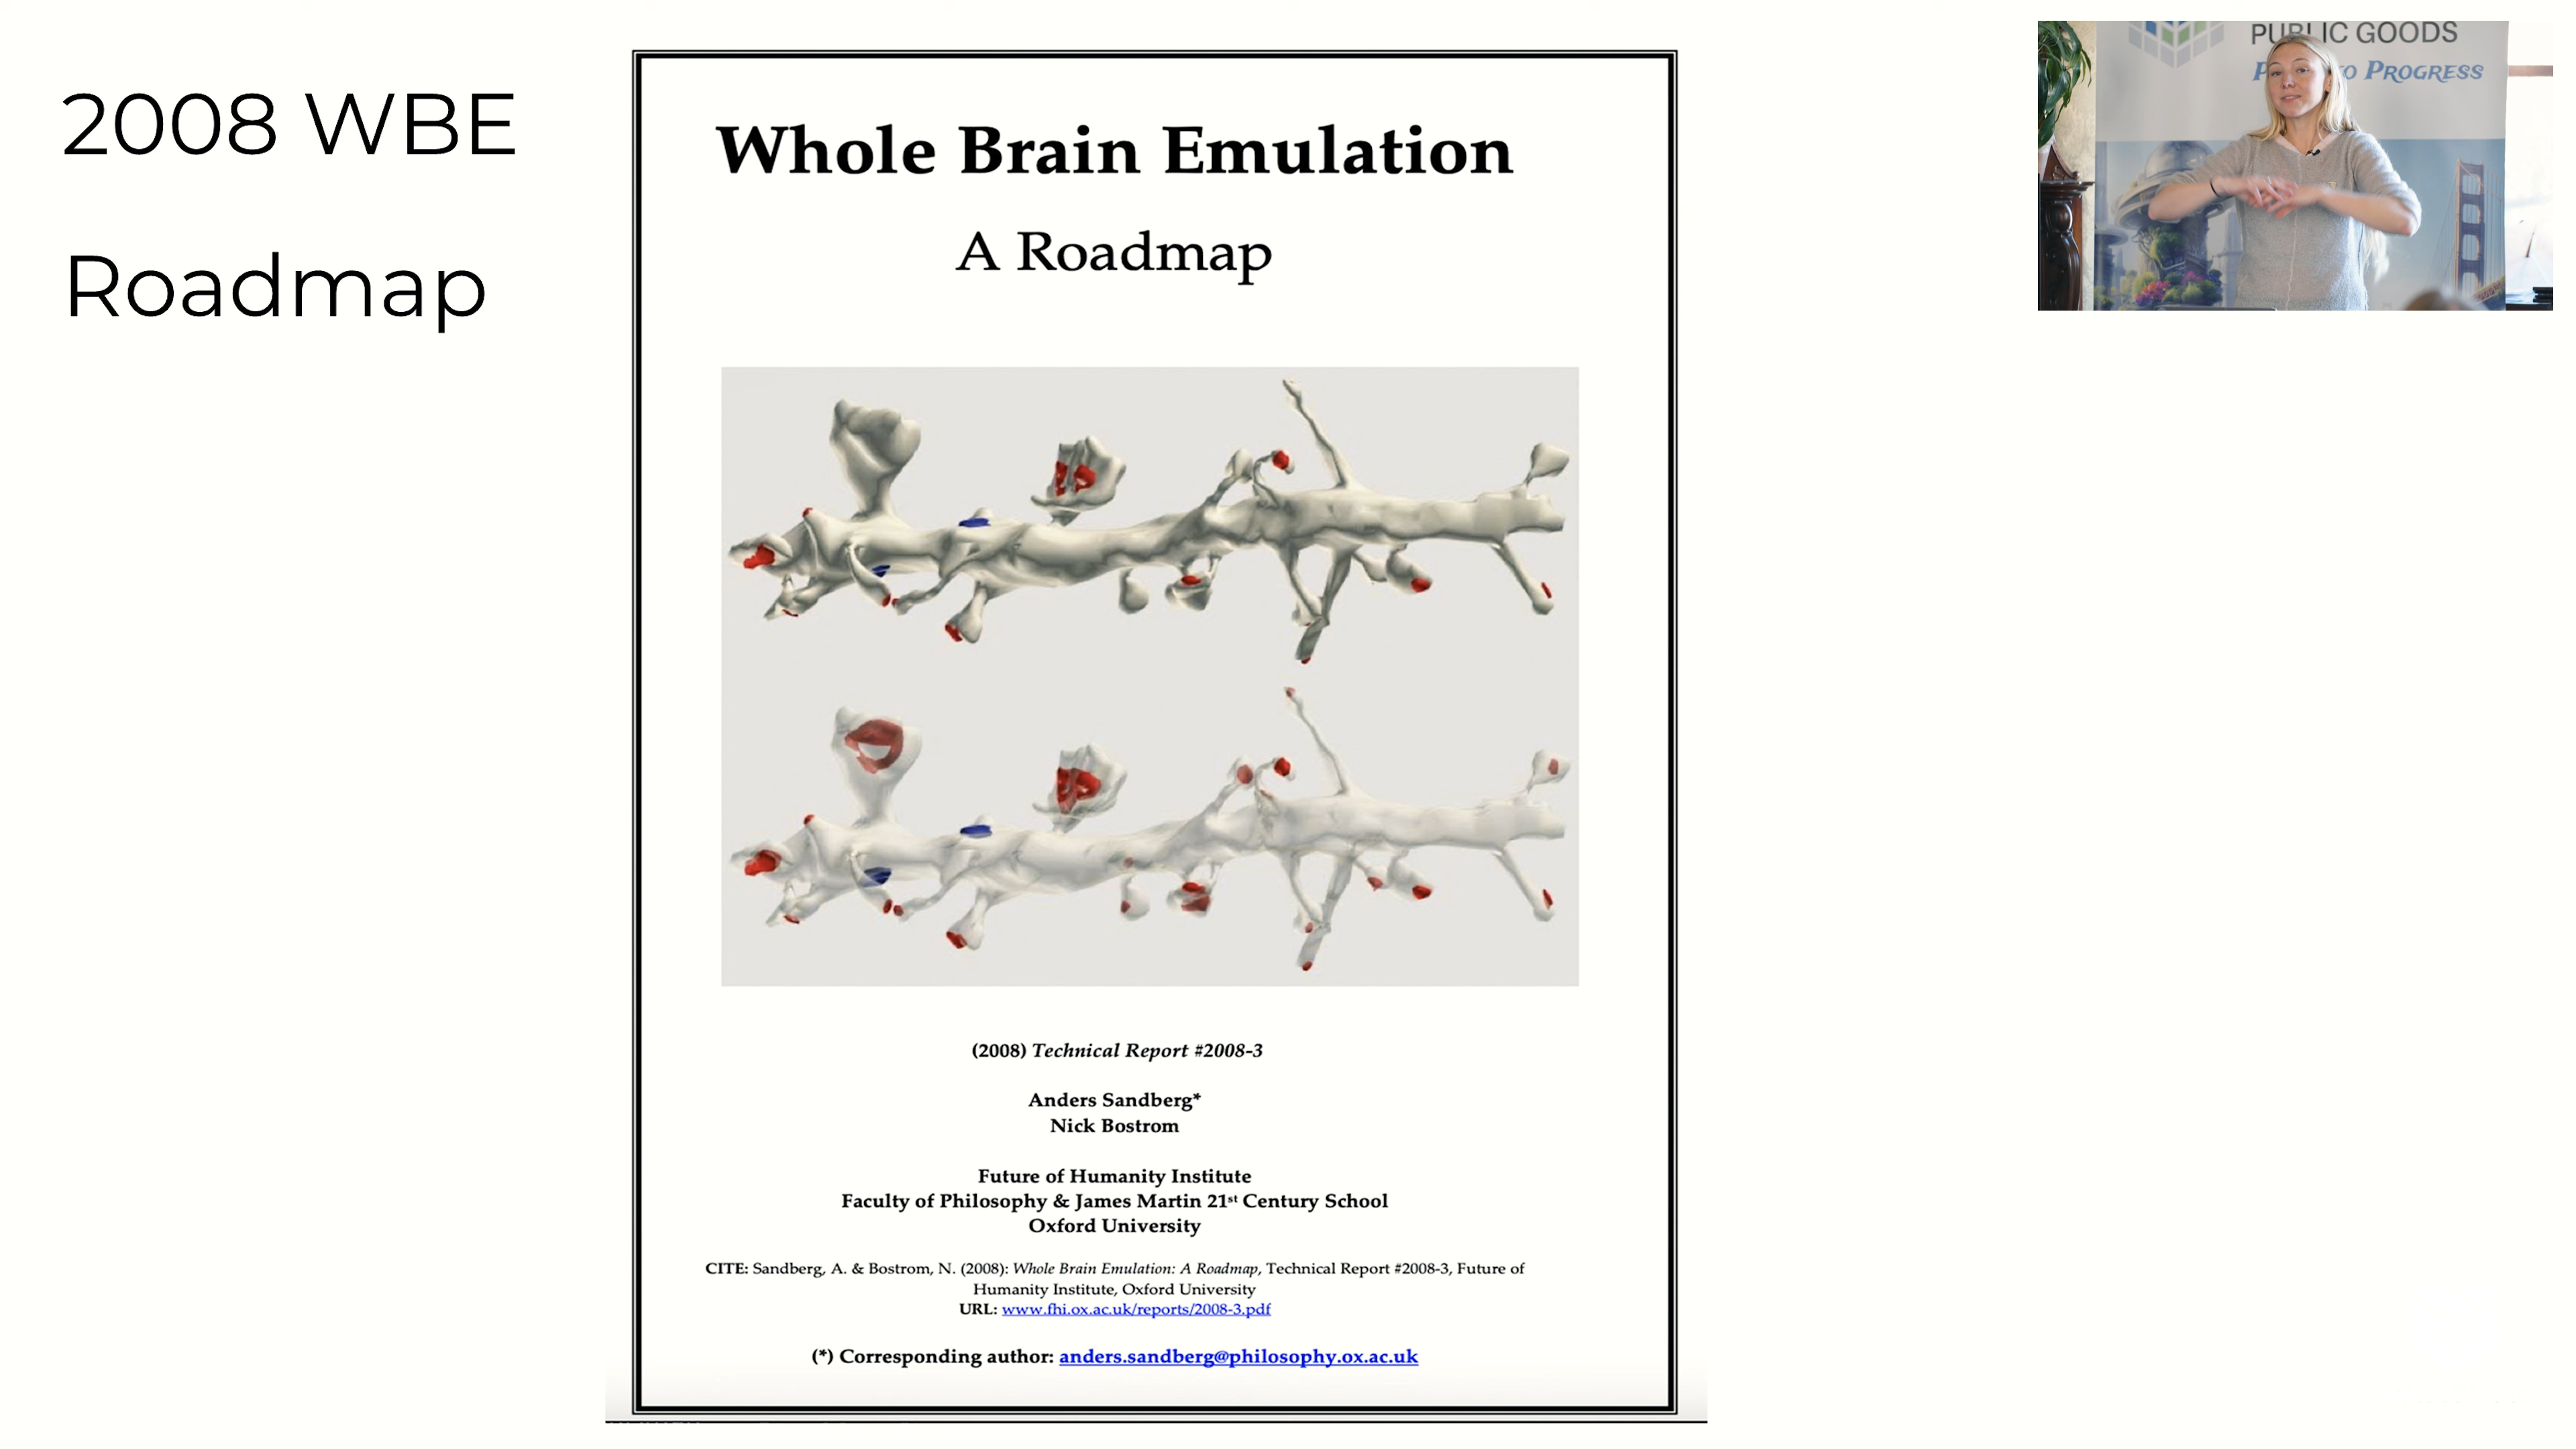 2008 WBE
Roadmap
Whole Brain Emulation
A Roadmap
(2008) Technical Report #2008-3
Anders Sandberg*
Nick Bostrom
Future of Humanity Institute
Faculty of Philosophy & James Martin 21st Century School
Oxford University
CITE: Sandberg, A. & Bostrom, N. (2008): Whole Brain Emulation: A Roadmap, Technical Report #2008-3, Future of
Humanity Institute, Oxford University
URL: www.fhi.ox.ac.uk/reports/2008-3.pdf
(*) Corresponding author: anders.sandberg@philosophy.ox.ac.uk
PUBLIC GOODS
PROGRESS